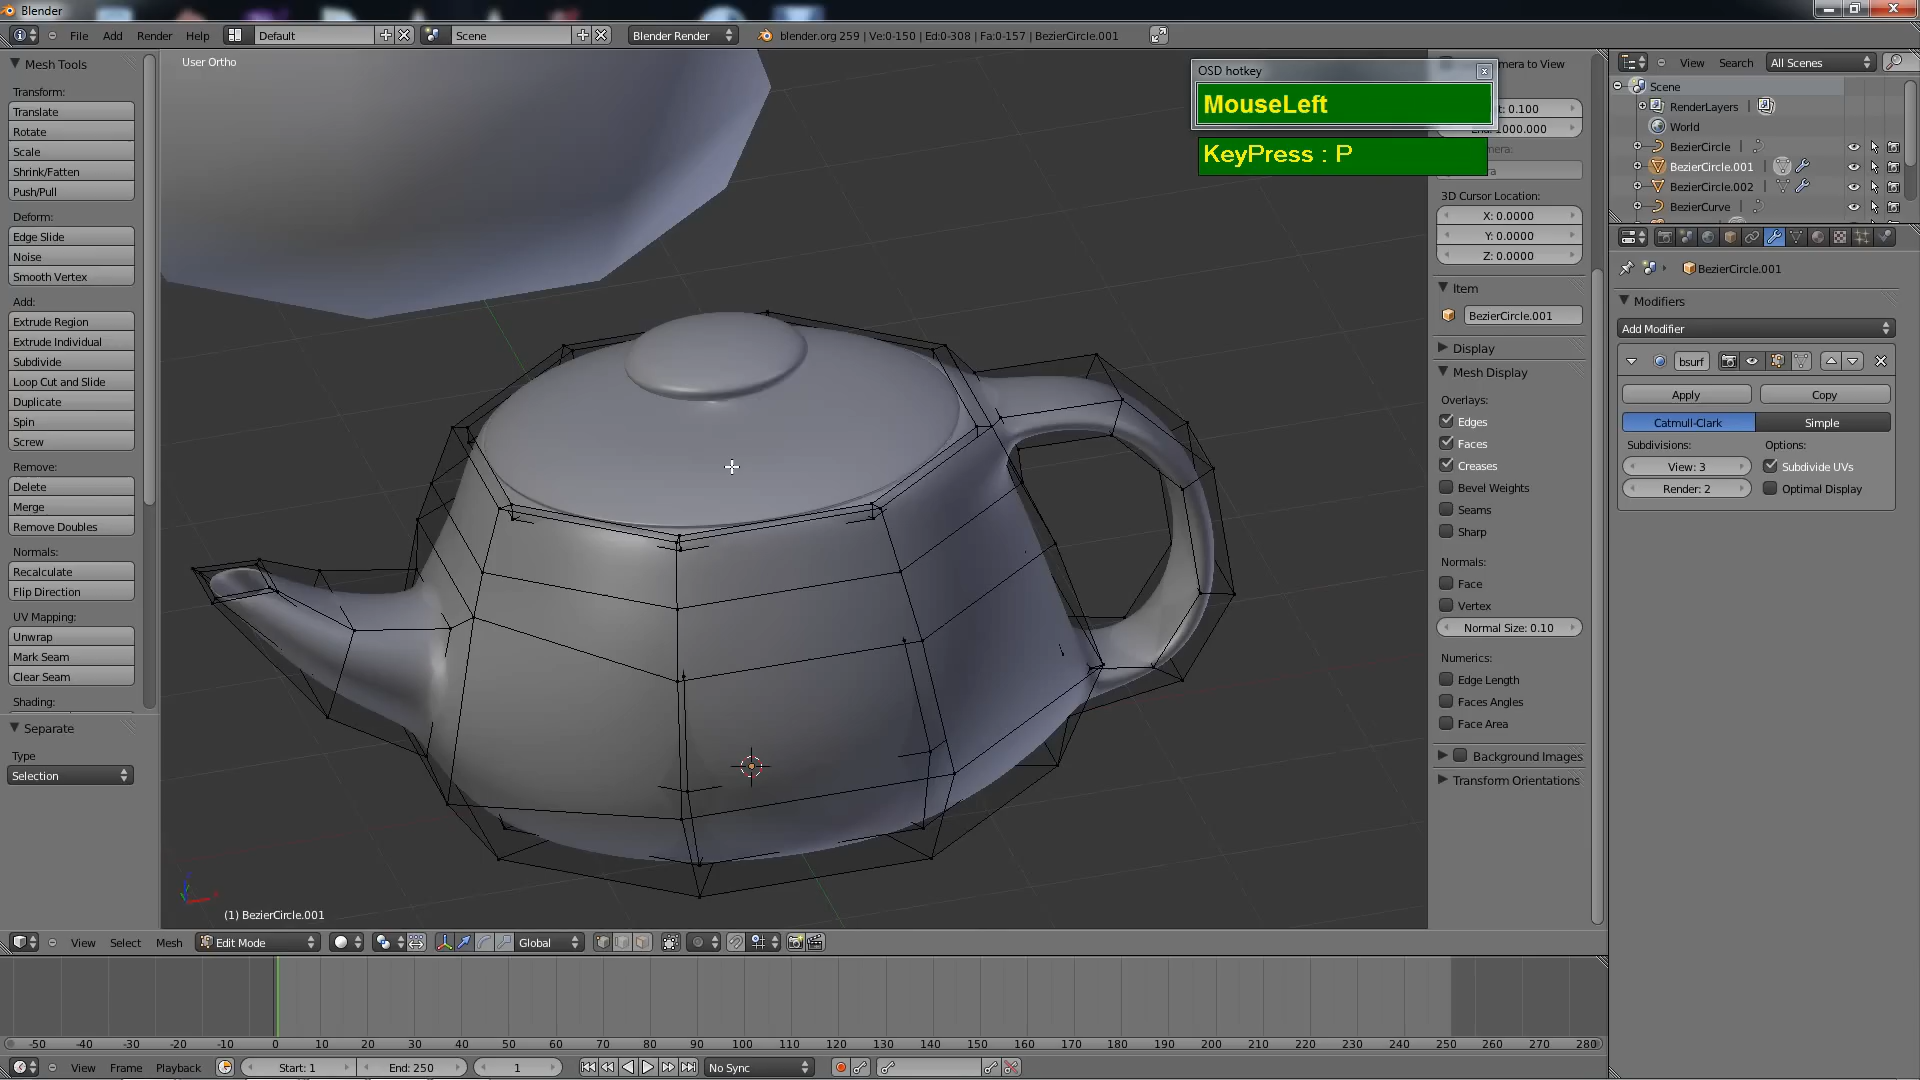 Blender
File Add Render Help Default Scene Blender Render blender.org 259 | Ve:0-150 | Ed:0-308 | Fa:0-157 | BezierCircle.001
Mesh Tools
Transform:
Translate
Rotate
Scale
Shrink/Fatten
Push/Pull
Deform:
Edge Slide
Noise
Smooth Vertex
Add:
Extrude Region
Extrude Individual
Subdivide
Loop Cut and Slide
Duplicate
Spin
Screw
Remove:
Delete
Merge
Remove Doubles
Normals:
Recalculate
Flip Direction
UV Mapping:
Unwrap
Mark Seam
Clear Seam
Shading:
Separate
Type
Selection
User Ortho
OSD hotkey
MouseLeft
KeyPress : P
(1) BezierCircle.001
View Select Mesh Edit Mode Global
to View
0.100
1000.000
3D Cursor Location:
X: 0.0000
Y: 0.0000
Z: 0.0000
Item
BezierCircle.001
Display
Mesh Display
Overlays:
Edges
Faces
Creases
Bevel Weights
Seams
Sharp
Normals:
Face
Vertex
Normal Size: 0.10
Numerics:
Edge Length
Faces Angles
Face Area
Background Images
Transform Orientations
View Search All Scenes
Scene
RenderLayers
World
BezierCircle
BezierCircle.001
BezierCircle.002
BezierCurve
BezierCircle.001
Modifiers
Add Modifier
bsurf
Apply Copy
Catmull-Clark Simple
Subdivisions: Options:
View: 3 Subdivide UVs
Render: 2 Optimal Display
-50 -40 -30 -20 -10 0 10 20 30 40 50 60 70 80 90 100 110 120 130 140 150 160 170 180 190 200 210 220 230 240 250 260 270 280
View Frame Playback Start: 1 End: 250 1 No Sync